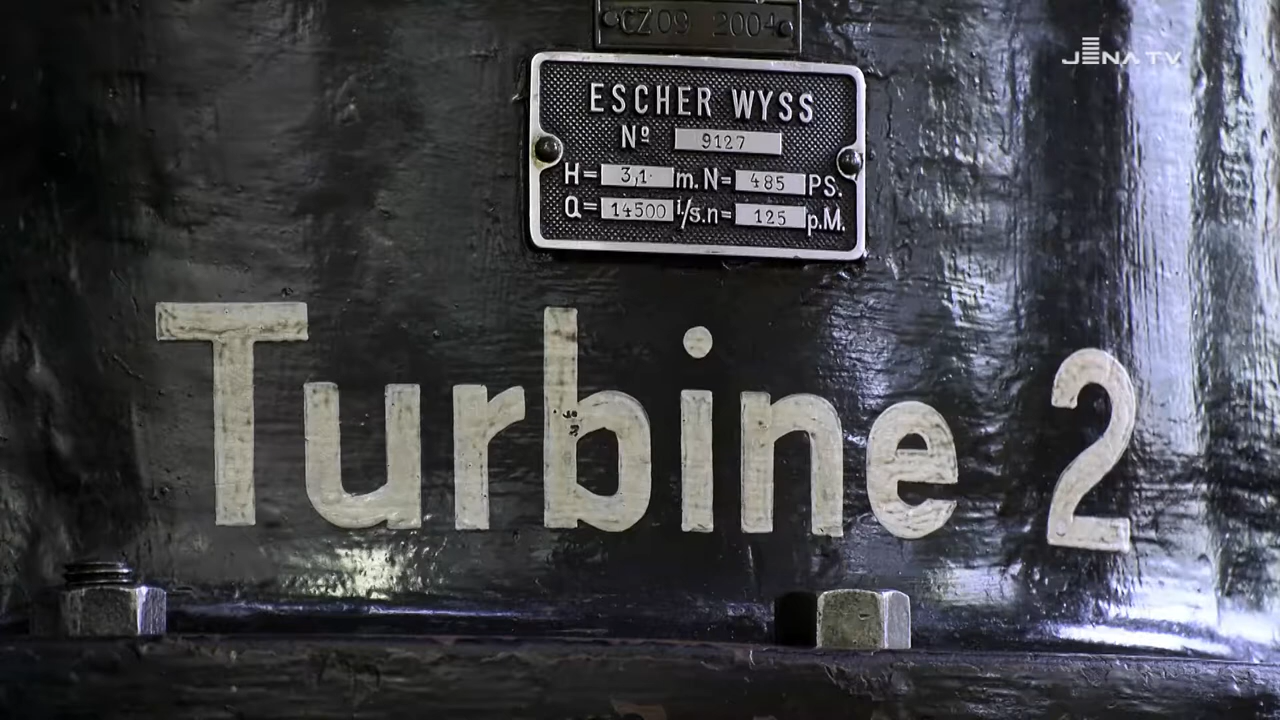 CZ09 2004
JENA TV
ESCHER WYSS
Nº 9127
H= 3,1 m. N= 485 PS.
Q= 14500 l/s. n= 125 p.M.
Turbine 2